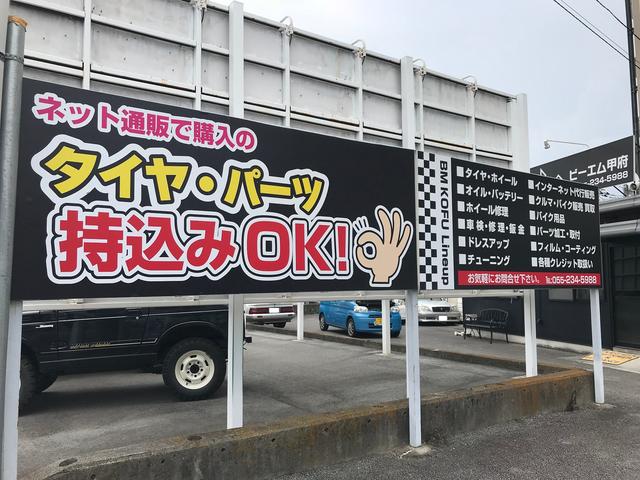 ネット通販で購入の
タイヤ・パーツ
持込みOK!
BM KOFU Lineup
タイヤ・ホイール
オイル・バッテリー
ホイール修理
車検・修理・鈑金
ドレスアップ
チューニング
インターネット代行販売
クルマ・バイク販売 買取
バイク用品
パーツ加工・取付
フィルム・コーティング
各種クレジット取扱い
お気軽にお問合せ下さい。 TEL055-234-5988
ビーエム甲府
234-5988